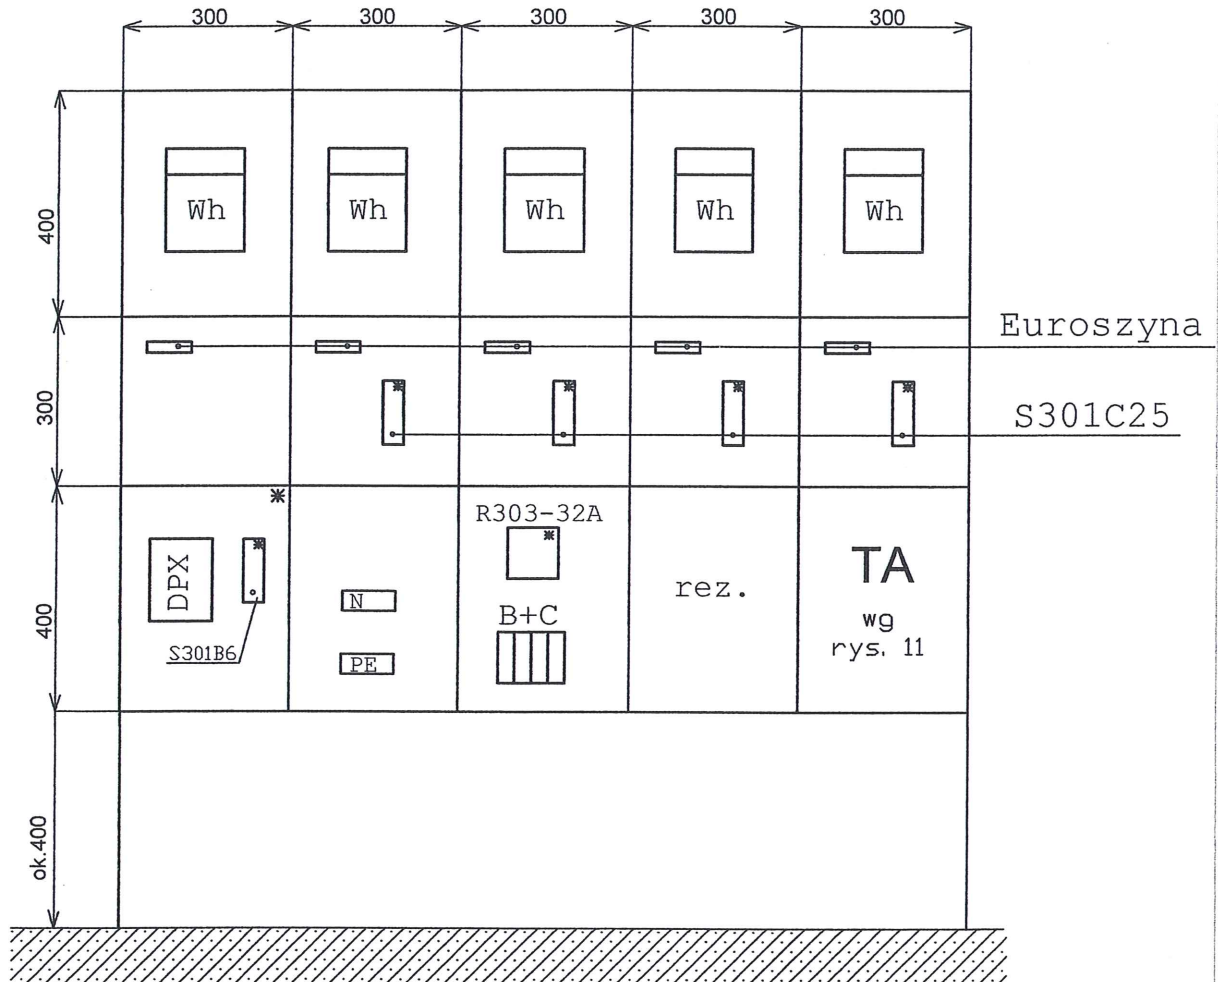 300 300 300 300 300
400
Wh Wh Wh Wh Wh
Euroszyna
300
S301C25
R303-32A
DPX
TA
rez.
400
N
B+C
wg
rys. 11
S301B6
PE
ok.400